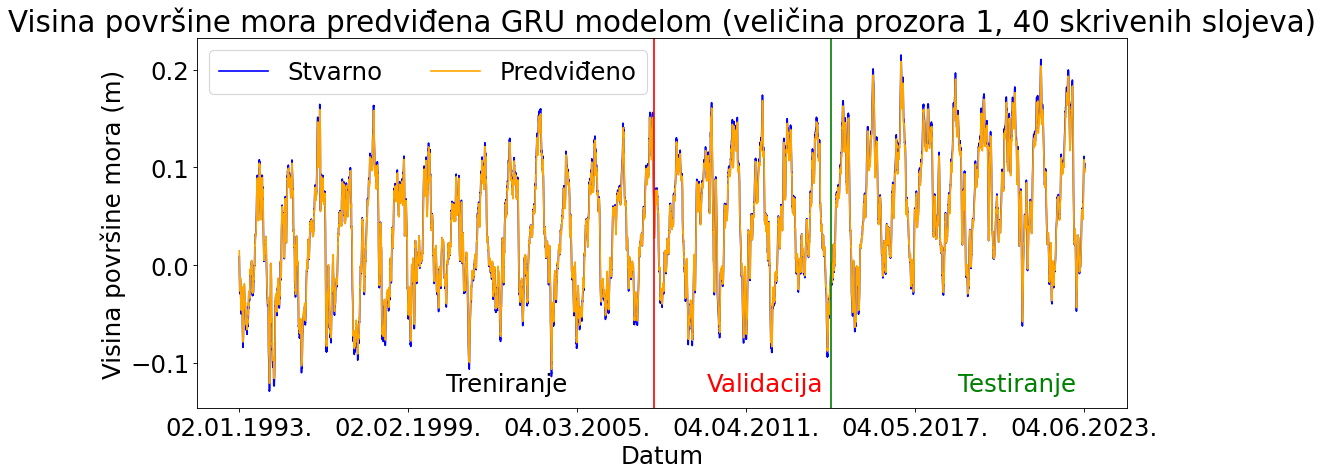 Visina površine mora predviđena GRU modelom (veličina prozora 1, 40 skrivenih slojeva)
Stvarno
Predviđeno
Visina površine mora (m)
0.2
0.1
0.0
−0.1
Treniranje
Validacija
Testiranje
02.01.1993.
02.02.1999.
04.03.2005.
04.04.2011.
04.05.2017.
04.06.2023.
Datum